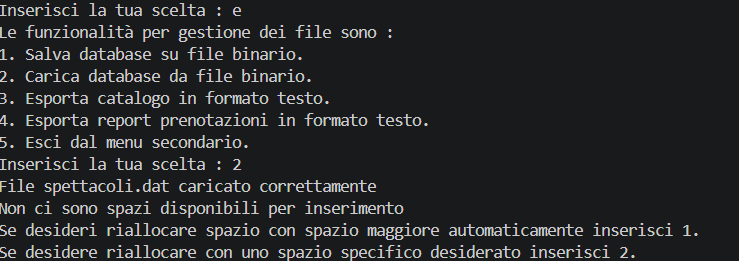 Inserisci la tua scelta : e
Le funzionalità per gestione dei file sono :
1. Salva database su file binario.
2. Carica database da file binario.
3. Esporta catalogo in formato testo.
4. Esporta report prenotazioni in formato testo.
5. Esci dal menu secondario.
Inserisci la tua scelta : 2
File spettacoli.dat caricato correttamente
Non ci sono spazi disponibili per inserimento
Se desideri riallocare spazio con spazio maggiore automaticamente inserisci 1.
Se desidere riallocare con uno spazio specifico desiderato inserisci 2.